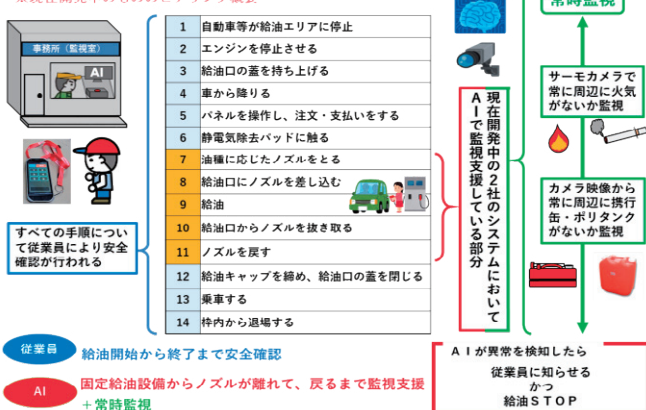 常時監視
事務所（監視室）
AI
すべての手順につい
て従業員により安全
確認が行われる
1 自動車等が給油エリアに停止
2 エンジンを停止させる
3 給油口の蓋を持ち上げる
4 車から降りる
5 パネルを操作し、注文・支払いをする
6 静電気除去パッドに触る
7 油種に応じたノズルをとる
8 給油口にノズルを差し込む
9 給油
10 給油口からノズルを抜き取る
11 ノズルを戻す
12 給油キャップを締め、給油口の蓋を閉じる
13 乗車する
14 枠内から退場する
現在開発中の２社のシステムにおいて
ＡＩで監視支援している部分
サーモカメラで
常に周辺に火気
がないか監視
カメラ映像から
常に周辺に携行
缶・ポリタンク
がないか監視
従業員 給油開始から終了まで安全確認
AI 固定給油設備からノズルが離れて、戻るまで監視支援
＋常時監視
ＡＩが異常を検知したら
従業員に知らせる
かつ
給油ＳＴＯＰ